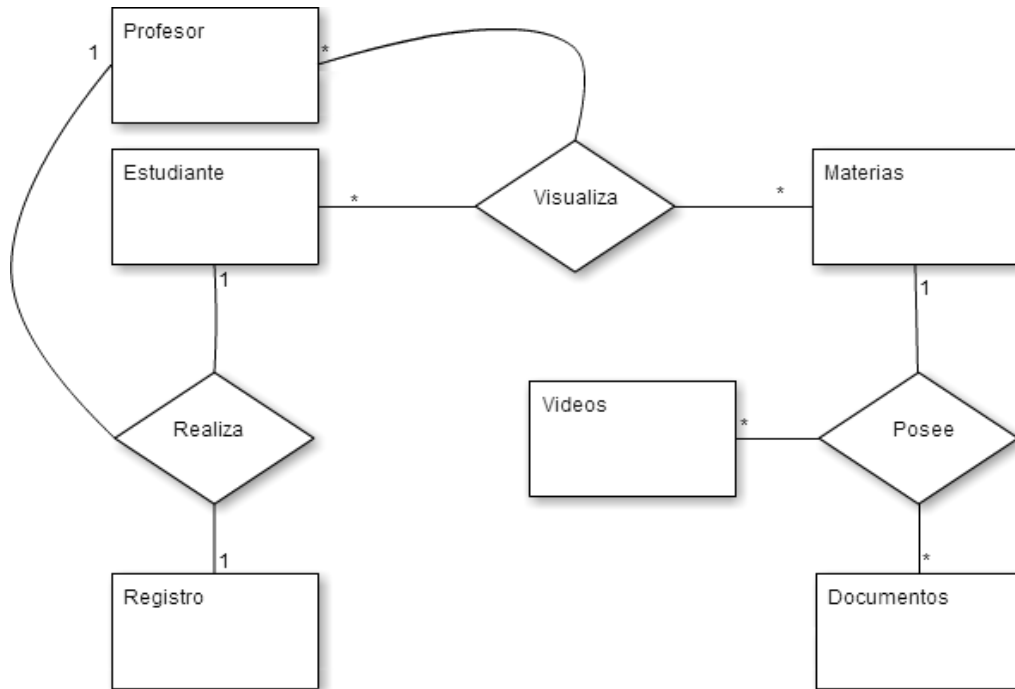 Profesor
1
*
Estudiante
*
Visualiza
*
Materias
1
1
Videos
*
Posee
Realiza
1
*
Registro
Documentos